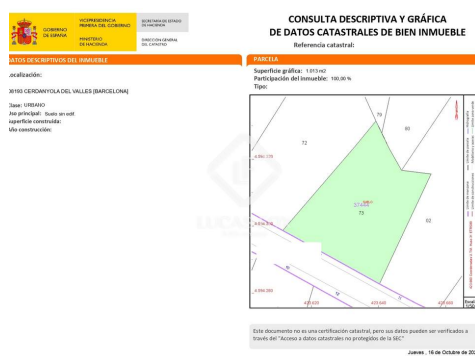 GOBIERNO
DE ESPAÑA
VICEPRESIDENCIA
PRIMERA DEL GOBIERNO
MINISTERIO
DE HACIENDA
SECRETARÍA DE ESTADO
DE HACIENDA
DIRECCIÓN GENERAL
DEL CATASTRO
CONSULTA DESCRIPTIVA Y GRÁFICA
DE DATOS CATASTRALES DE BIEN INMUEBLE
Referencia catastral:
DATOS DESCRIPTIVOS DEL INMUEBLE
Localización:
08193 CERDANYOLA DEL VALLES [BARCELONA]
Clase: URBANO
Uso principal: Suelo sin edif.
Superficie construida:
Año construcción:
PARCELA
Superficie gráfica: 1.013 m2
Participación del inmueble: 100,00 %
Tipo:
79
80
72
73
62
LUCAS
Este documento no es una certificación catastral, pero sus datos pueden ser verificados a
través del "Acceso a datos catastrales no protegidos de la SEC"
Jueves , 16 de Octubre de 202